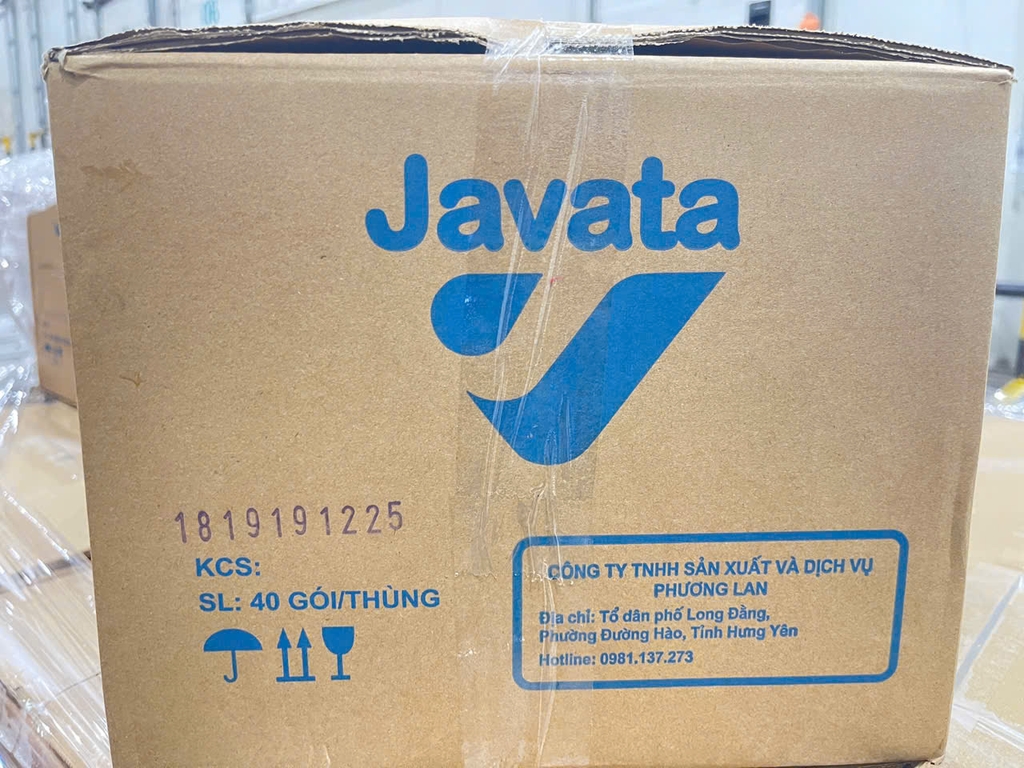 Javata
1819191225
KCS:
SL: 40 GÓI/THÙNG
CÔNG TY TNHH SẢN XUẤT VÀ DỊCH VỤ
PHƯƠNG LAN
Địa chỉ: Tổ dân phố Long Đằng,
Phường Đường Hào, Tỉnh Hưng Yên
Hotline: 0981.137.273